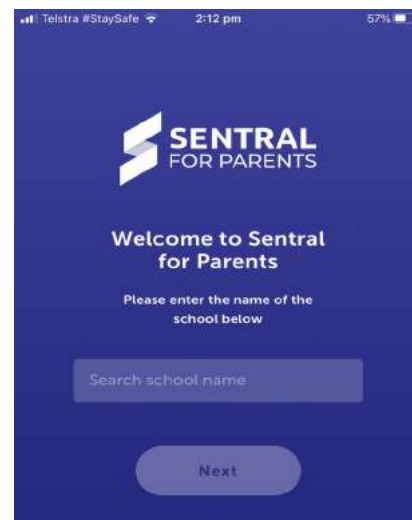 Telstra #StaySafe 2:12 pm 57%
SENTRAL
FOR PARENTS
Welcome to Sentral
for Parents
Please enter the name of the
school below
Search school name
Next